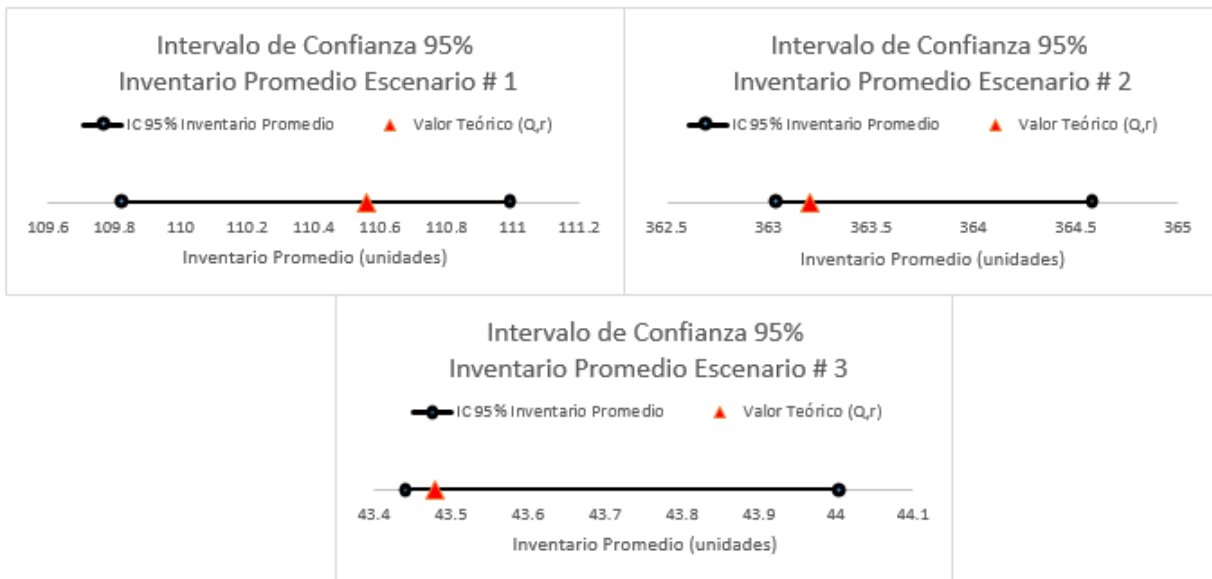 Intervalo de Confianza 95%
Inventario Promedio Escenario # 1
IC 95% Inventario Promedio
Valor Teórico (Q,r)
109.6 109.8 110 110.2 110.4 110.6 110.8 111 111.2
Inventario Promedio (unidades)
Intervalo de Confianza 95%
Inventario Promedio Escenario # 2
IC 95% Inventario Promedio
Valor Teórico (Q,r)
362.5 363 363.5 364 364.5 365
Inventario Promedio (unidades)
Intervalo de Confianza 95%
Inventario Promedio Escenario # 3
IC 95% Inventario Promedio
Valor Teórico (Q,r)
43.4 43.5 43.6 43.7 43.8 43.9 44 44.1
Inventario Promedio (unidades)